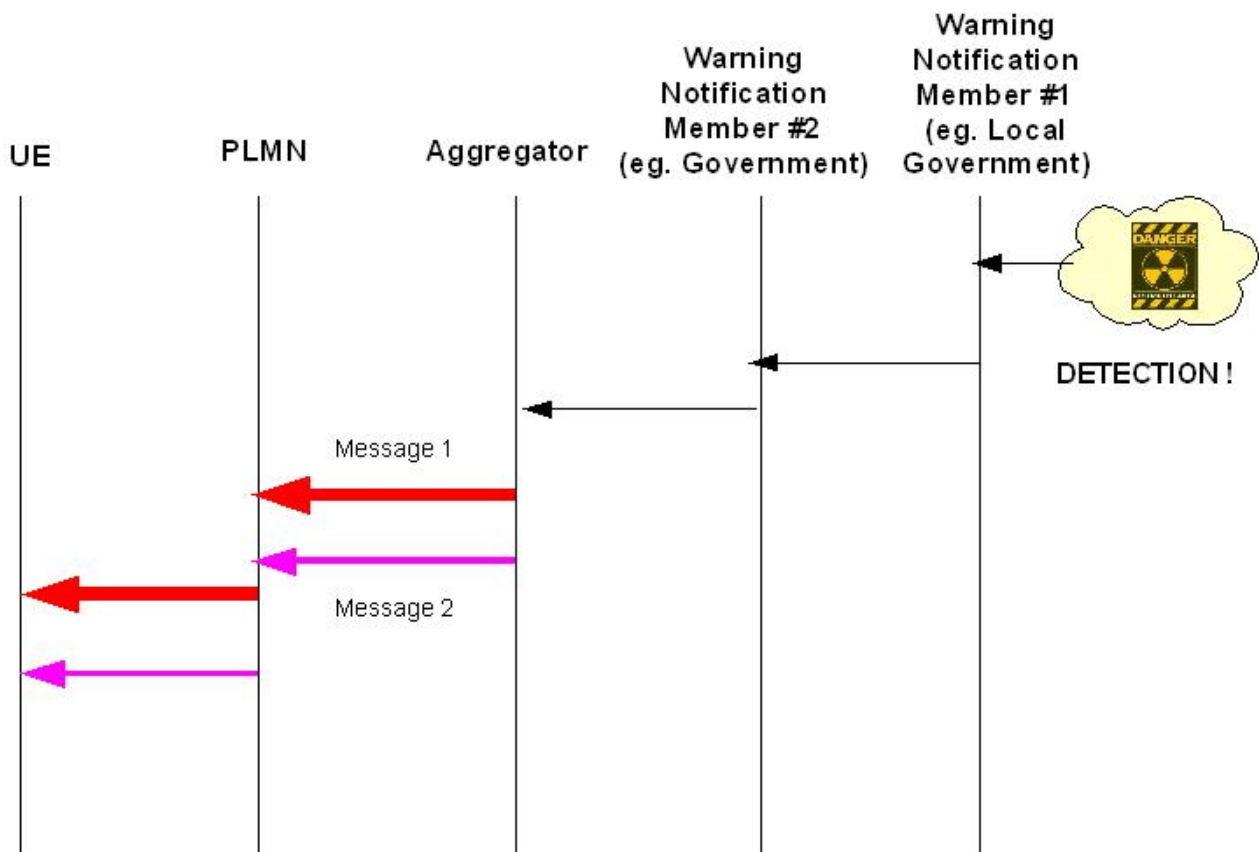 Warning
Notification
Member #1
(eg. Local
Government)
Warning
Notification
Member #2
(eg. Government)
UE
PLMN
Aggregator
DANGER
DETECTION !
Message 1
Message 2